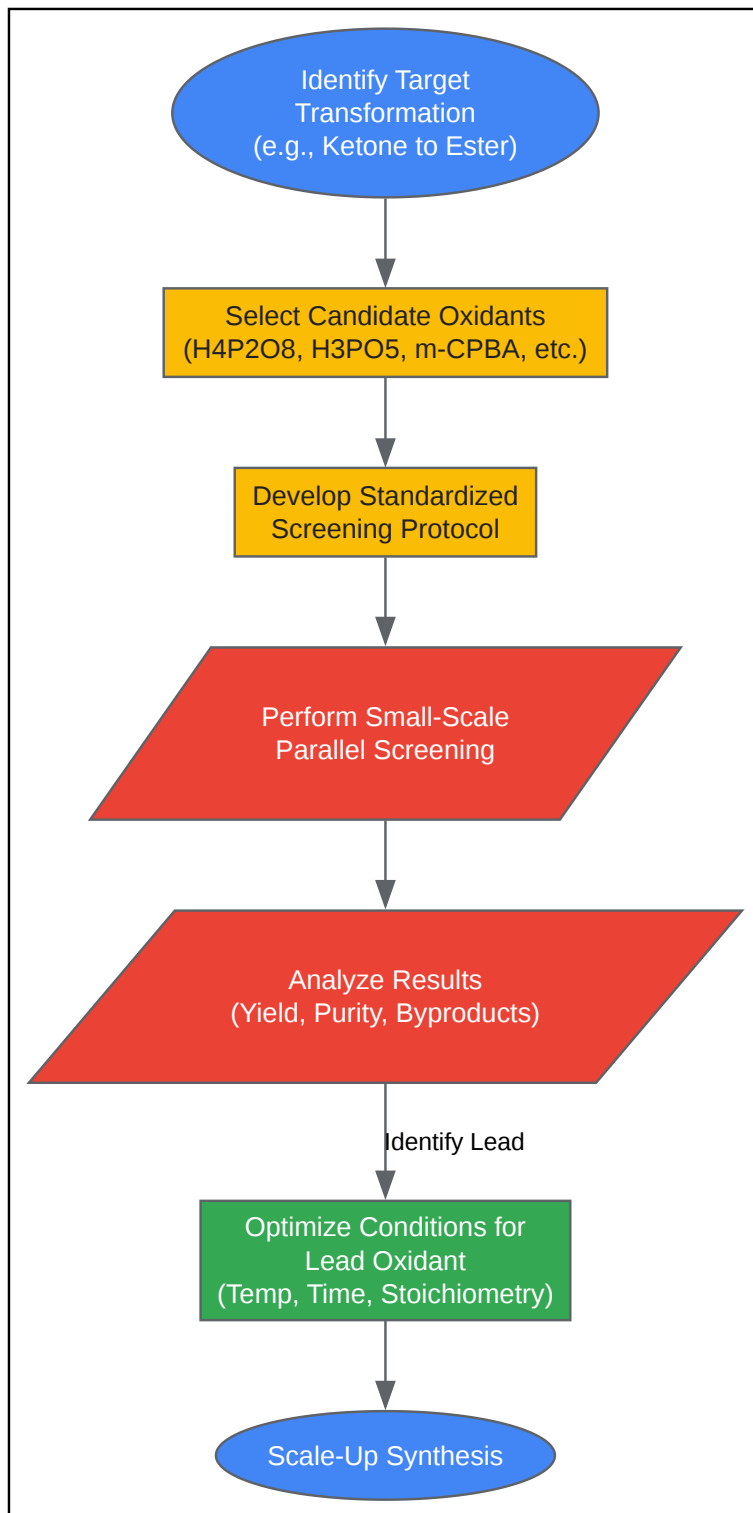 Identify Target
Transformation
(e.g., Ketone to Ester)
Select Candidate Oxidants
(H4P2O8, H3PO5, m-CPBA, etc.)
Develop Standardized
Screening Protocol
Perform Small-Scale
Parallel Screening
Analyze Results
(Yield, Purity, Byproducts)
Identify Lead
Optimize Conditions for
Lead Oxidant
(Temp, Time, Stoichiometry)
Scale-Up Synthesis